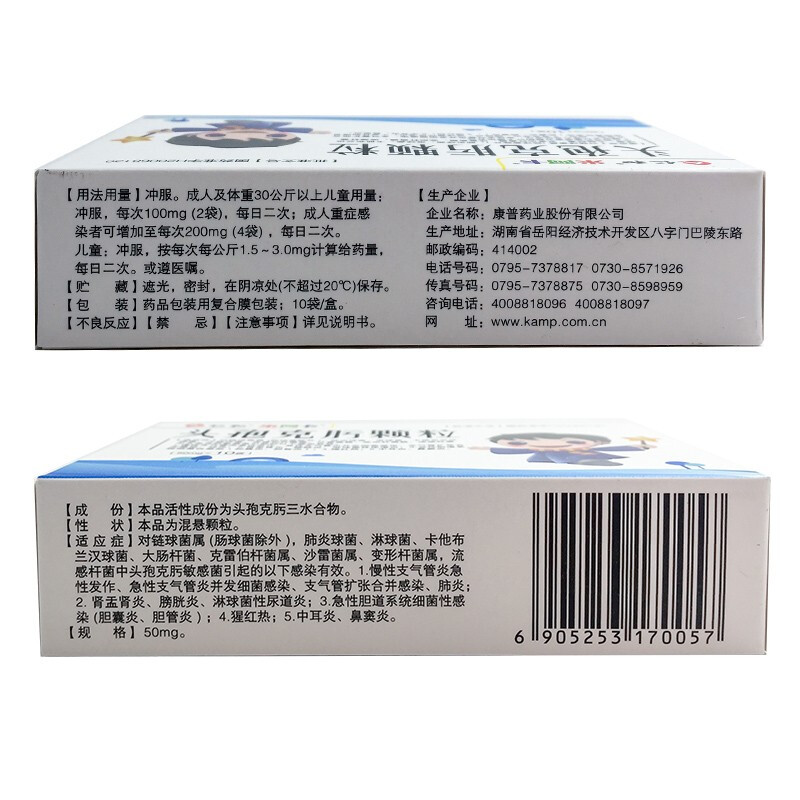 头孢克肟颗粒
仁和
【用法用量】冲服。成人及体重30公斤以上儿童用量:
冲服，每次100mg (2袋)，每日二次；成人重症感
染者可增加至每次200mg (4袋)，每日二次。
儿童：冲服，按每次每公斤1.5～3.0mg计算给药量，
每日二次。或遵医嘱。
【贮 藏】遮光，密封，在阴凉处(不超过20℃)保存。
【包 装】药品包装用复合膜包装；10袋/盒。
【不良反应】【禁 忌】【注意事项】详见说明书。
【生产企业】
企业名称：康普药业股份有限公司
生产地址：湖南省岳阳经济技术开发区八字门巴陵东路
邮政编码：414002
电话号码：0795-7378817 0730-8571926
传真号码：0795-7378875 0730-8598959
咨询电话：4008818096 4008818097
网 址：www.kamp.com.cn
头孢克肟颗粒
【成 份】本品活性成份为头孢克肟三水合物。
【性 状】本品为混悬颗粒。
【适应症】对链球菌属(肠球菌除外)，肺炎球菌、淋球菌、卡他布
兰汉球菌、大肠杆菌、克雷伯杆菌属、沙雷菌属、变形杆菌属，流
感杆菌中头孢克肟敏感菌引起的以下感染有效。1.慢性支气管炎急
性发作、急性支气管炎并发细菌感染、支气管扩张合并感染、肺炎；
2. 肾盂肾炎、膀胱炎、淋球菌性尿道炎；3.急性胆道系统细菌性感
染(胆囊炎、胆管炎)；4.猩红热；5.中耳炎、鼻窦炎。
【规 格】50mg。
6 905253 170057